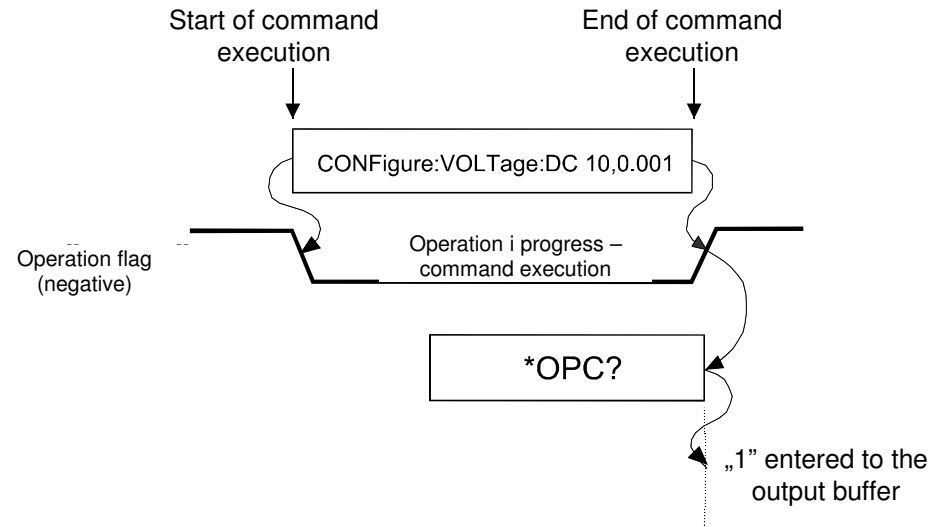 Start of command
execution
End of command
execution
CONFigure:VOLTage:DC 10,0.001
Operation flag
(negative)
Operation i progress –
command execution
*OPC?
„1” entered to the
output buffer